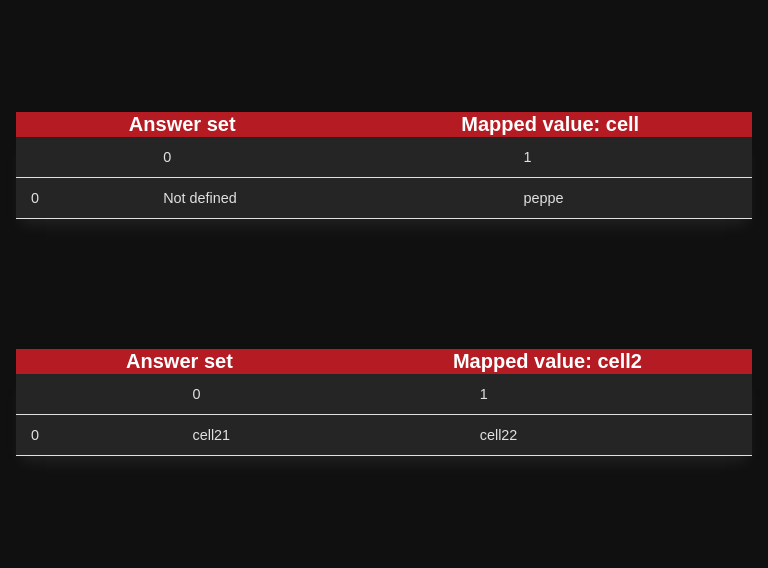 Answer set Mapped value: cell
0 1
0 Not defined peppe
Answer set Mapped value: cell2
0 1
0 cell21 cell22